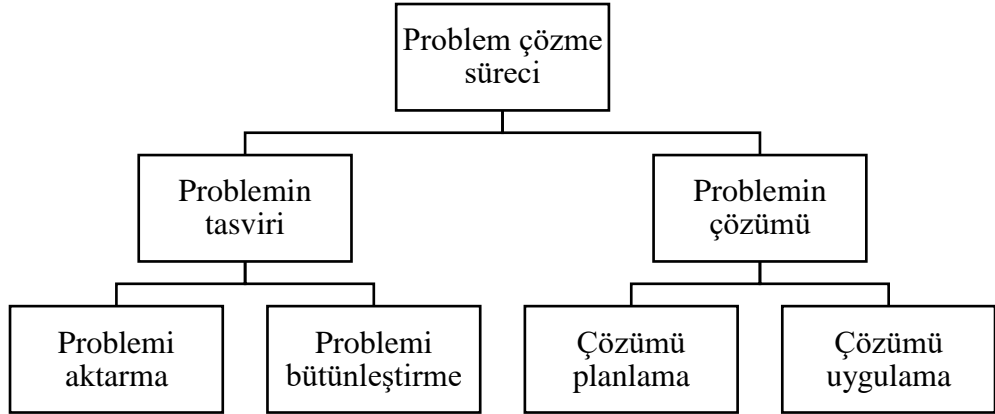 Problem çözme
süreci
Problemin
tasviri
Problemin
çözümü
Problemi
aktarma
Problemi
bütünleştirme
Çözümü
planlama
Çözümü
uygulama